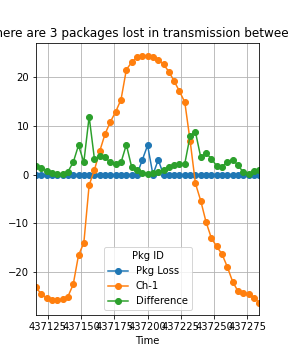 here are 3 packages lost in transmission betwee
20
10
0
−10
−20
Pkg ID
Pkg Loss
Ch-1
Difference
437125 437150 437175 437200 437225 437250 437275
Time